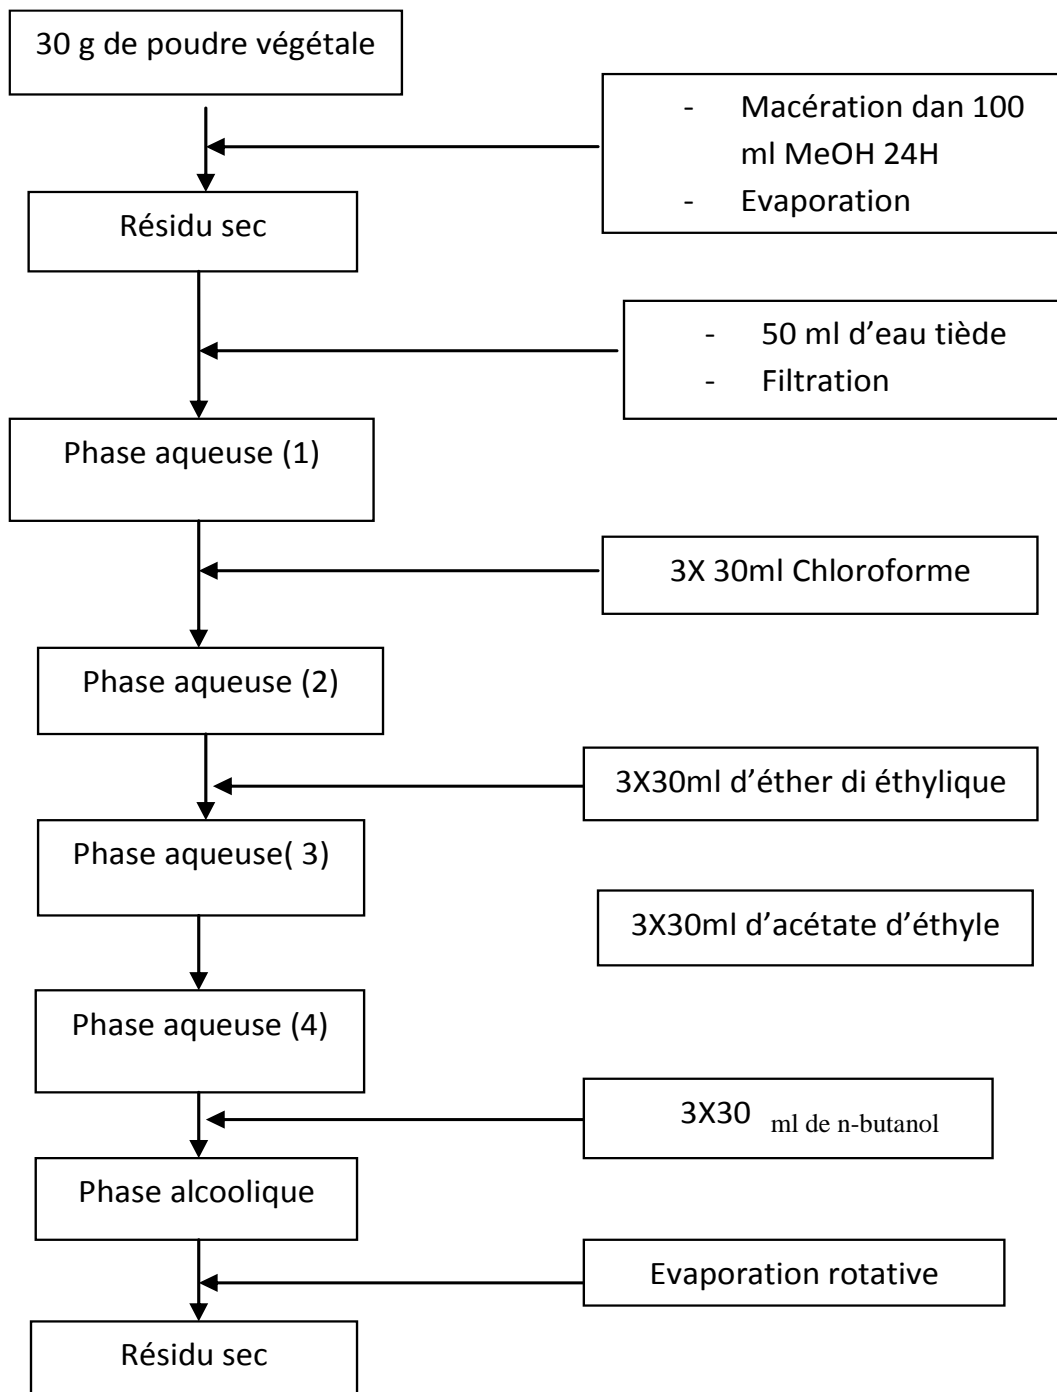 30 g de poudre végétale
- Macération dan 100
ml MeOH 24H
- Evaporation
Résidu sec
- 50 ml d’eau tiède
- Filtration
Phase aqueuse (1)
3X 30ml Chloroforme
Phase aqueuse (2)
3X30ml d’éther di éthylique
Phase aqueuse( 3)
3X30ml d’acétate d’éthyle
Phase aqueuse (4)
3X30 ml de n-butanol
Phase alcoolique
Evaporation rotative
Résidu sec